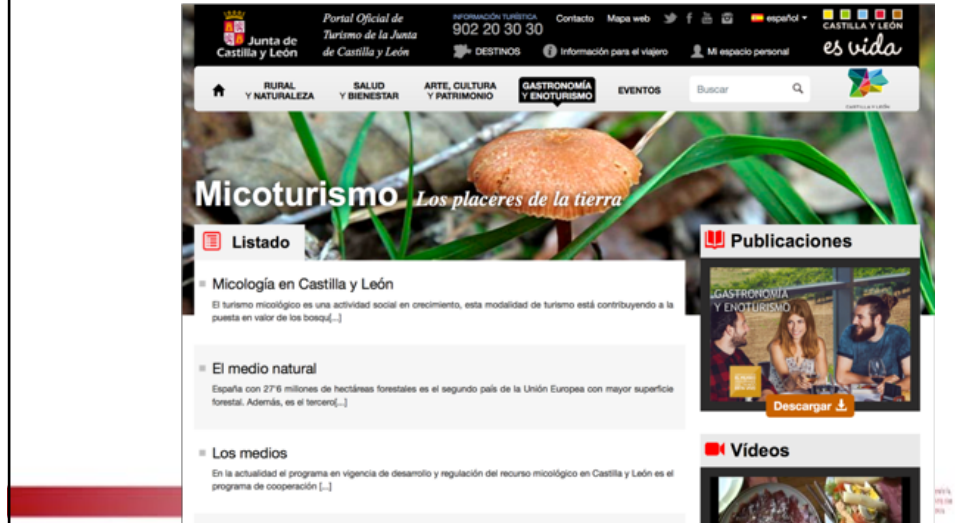 Junta de
Castilla y León
Portal Oficial de
Turismo de la Junta
de Castilla y León
INFORMACIÓN TURÍSTICA
902 20 30 30
Contacto
Mapa web
español
DESTINOS
Información para el viajero
Mi espacio personal
CASTILLA Y LEÓN
es vida
RURAL
Y NATURALEZA
SALUD
Y BIENESTAR
ARTE, CULTURA
Y PATRIMONIO
GASTRONOMÍA
Y ENOTURISMO
EVENTOS
Buscar
CASTILLA Y LEÓN
Micoturismo Los placeres de la tierra
Listado
Micología en Castilla y León
El turismo micológico es una actividad social en crecimiento, esta modalidad de turismo está contribuyendo a la
puesta en valor de los bosqu[...]
El medio natural
España con 27'6 millones de hectáreas forestales es el segundo país de la Unión Europea con mayor superficie
forestal. Además, es el tercero[...]
Los medios
En la actualidad el programa en vigencia de desarrollo y regulación del recurso micológico en Castilla y León es el
programa de cooperación [...]
Publicaciones
GASTRONOMÍA
Y ENOTURISMO
Descargar
Vídeos